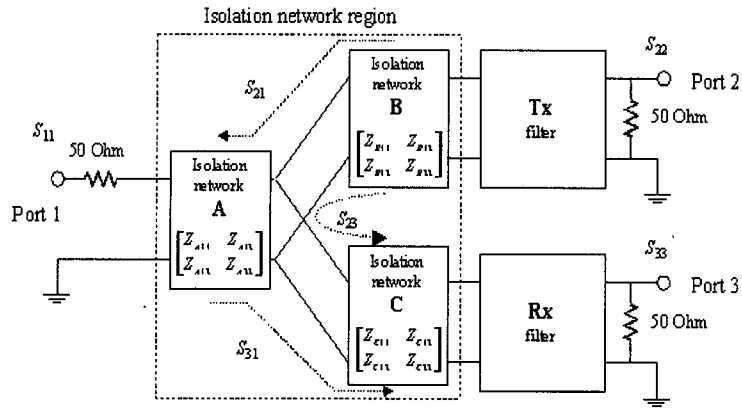 Isolation network region
S21
Isolation
network
B
Tx
filter
S22
Port 2
50 Ohm
S11
50 Ohm
Port 1
Isolation
network
A
S23
Isolation
network
C
S31
Rx
filter
S33
Port 3
50 Ohm